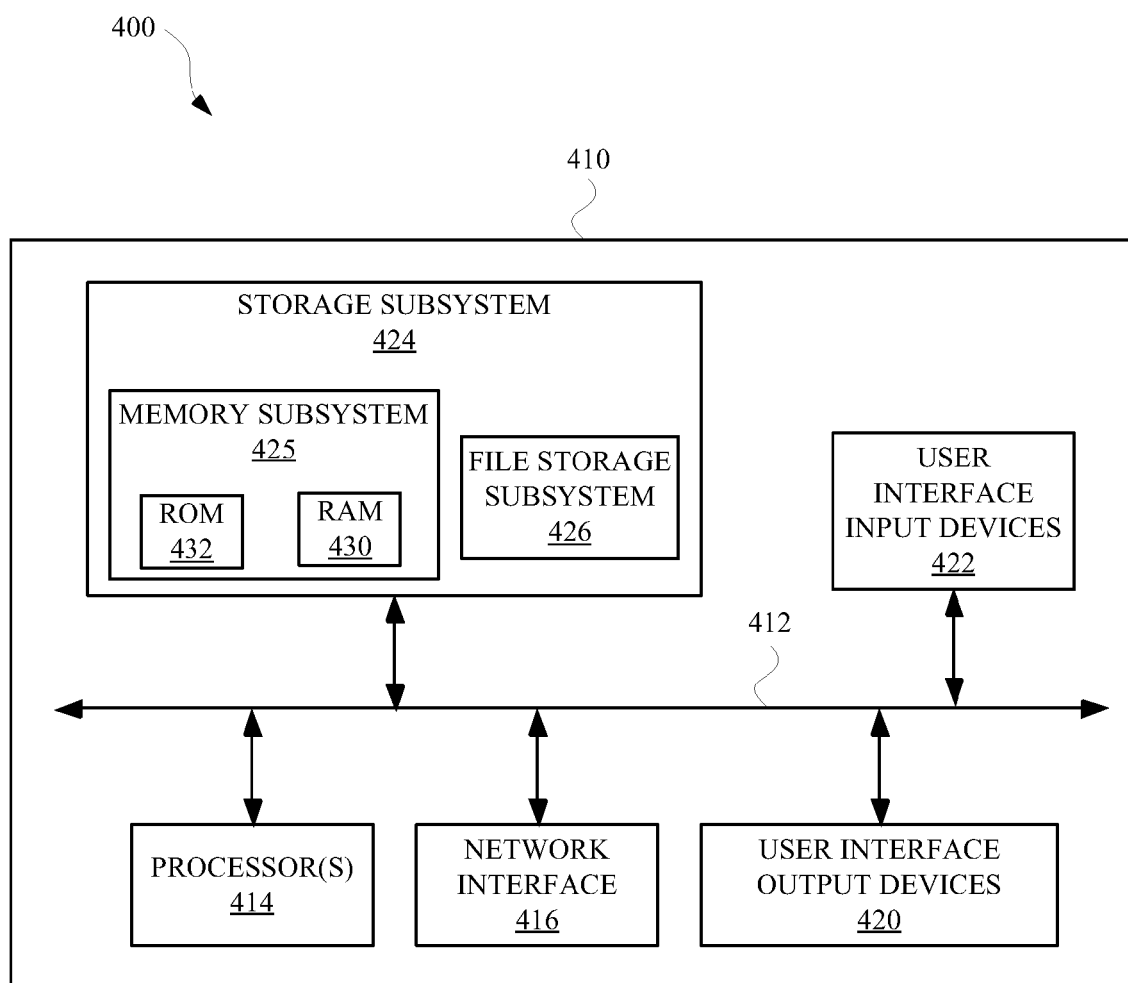 400
410
STORAGE SUBSYSTEM
424
MEMORY SUBSYSTEM
425
ROM
432
RAM
430
FILE STORAGE
SUBSYSTEM
426
USER
INTERFACE
INPUT DEVICES
422
412
PROCESSOR(S)
414
NETWORK
INTERFACE
416
USER INTERFACE
OUTPUT DEVICES
420